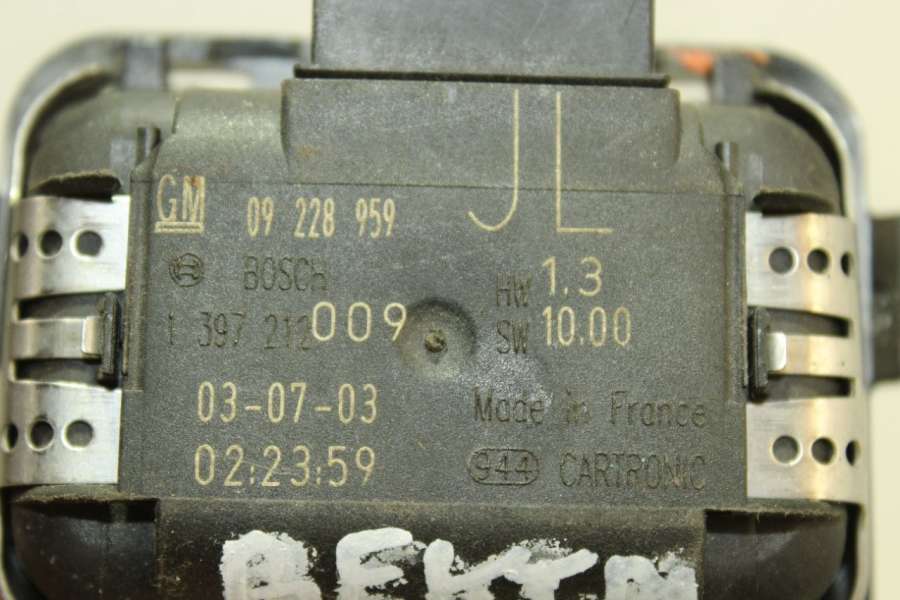 JL
GM 09 228 959
BOSCH
HW 1.3
1 397 212 009
SW 10.00
03-07-03
Made in France
02:23:59
944 CARTRONIC